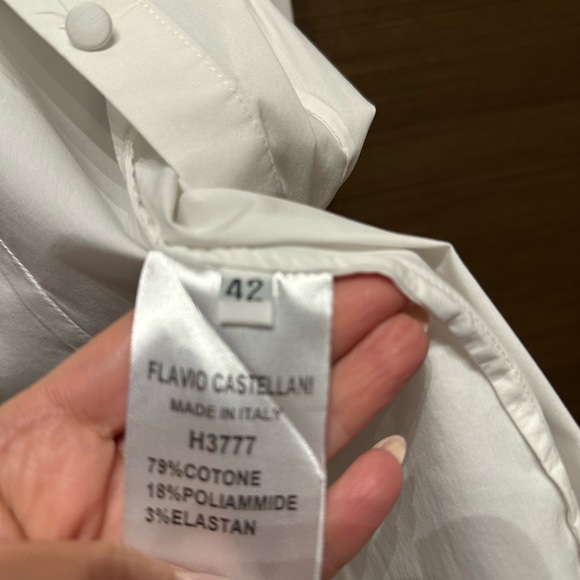 42
FLAVIO CASTELLANI
MADE IN ITALY
H3777
79%COTONE
18%POLIAMMIDE
3%ELASTAN